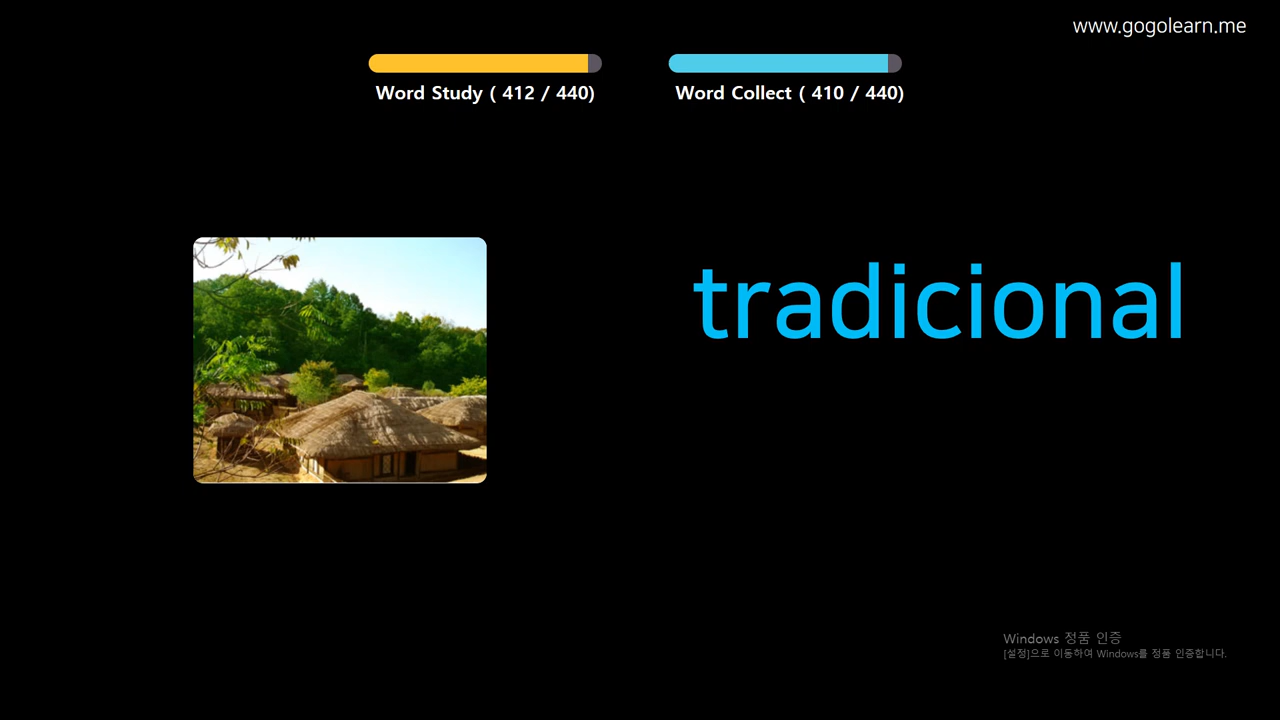 www.gogolearn.me
Word Study ( 412 / 440)
Word Collect ( 410 / 440)
tradicional
Windows 정품 인증
[설정]으로 이동하여 Windows를 정품 인증합니다.